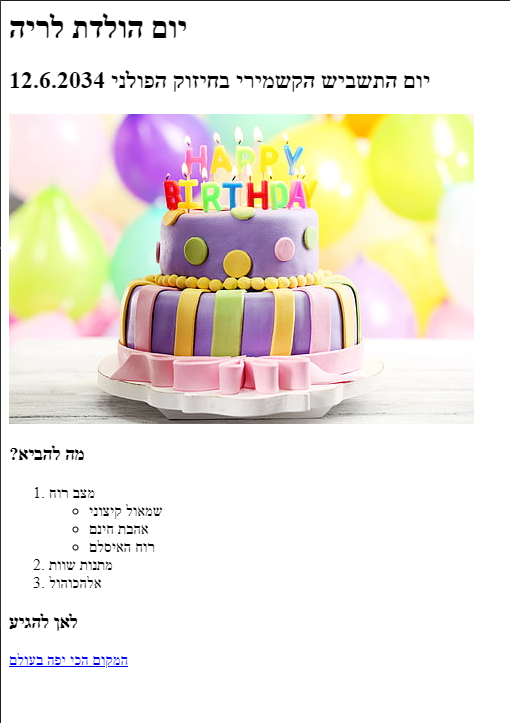 יום הולדת לריה
יום התשביש הקשמירי בחיזוק הפולני 12.6.2034
HAPPY
BIRTHDAY
מה להביא?
1. מצב רוח
שמאול קיצוני
אהבת חינם
רוח האיסלם
2. מתנות שוות
3. אלהכוהול
לאן להגיע
המקום הכי יפה בעולם